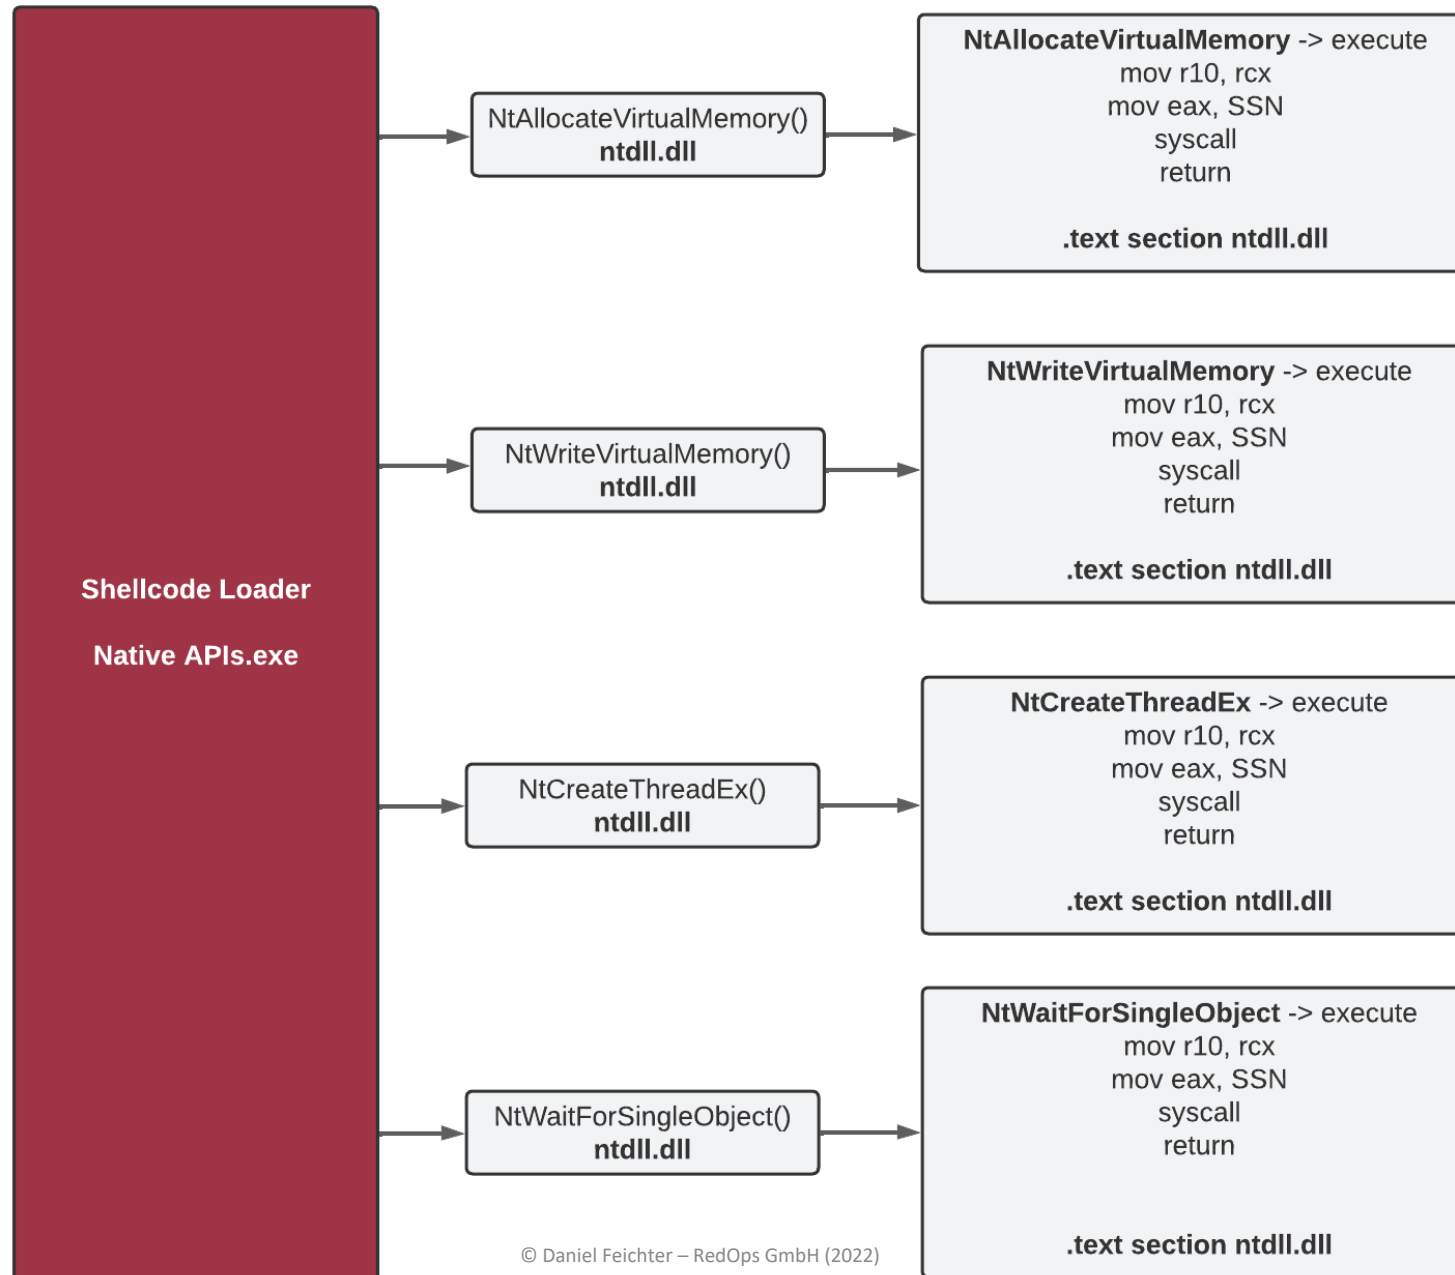 Shellcode Loader
Native APIs.exe
NtAllocateVirtualMemory()
ntdll.dll
NtAllocateVirtualMemory -> execute
mov r10, rcx
mov eax, SSN
syscall
return
.text section ntdll.dll
NtWriteVirtualMemory()
ntdll.dll
NtWriteVirtualMemory -> execute
mov r10, rcx
mov eax, SSN
syscall
return
.text section ntdll.dll
NtCreateThreadEx()
ntdll.dll
NtCreateThreadEx -> execute
mov r10, rcx
mov eax, SSN
syscall
return
.text section ntdll.dll
NtWaitForSingleObject()
ntdll.dll
NtWaitForSingleObject -> execute
mov r10, rcx
mov eax, SSN
syscall
return
.text section ntdll.dll
© Daniel Feichter – RedOps GmbH (2022)